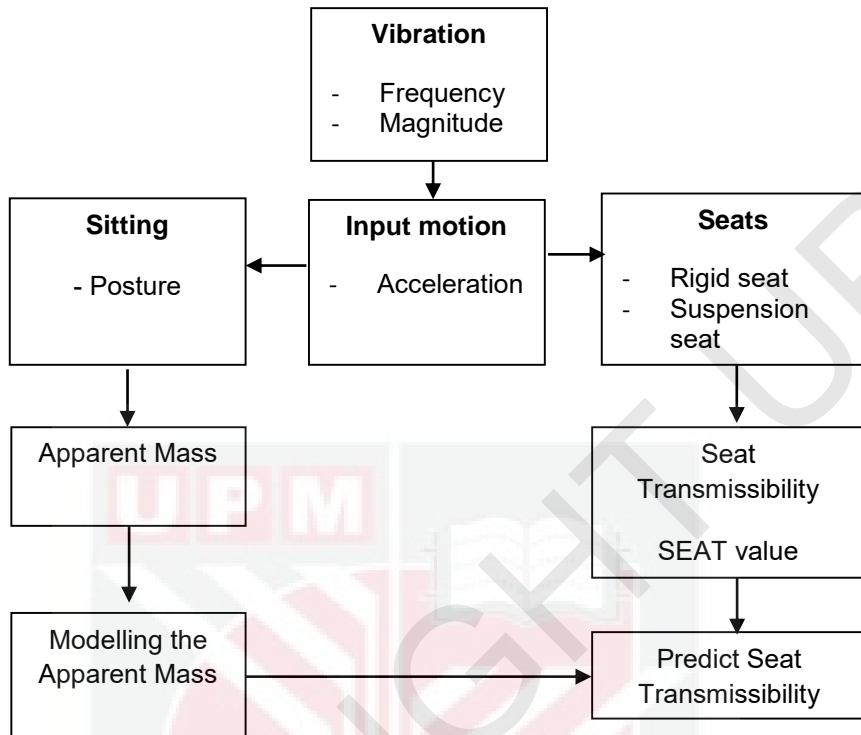 Vibration
- Frequency
- Magnitude
Sitting
- Posture
Input motion
- Acceleration
Seats
- Rigid seat
- Suspension
seat
Apparent Mass
Seat
Transmissibility
SEAT value
Modelling the
Apparent Mass
Predict Seat
Transmissibility
UPM